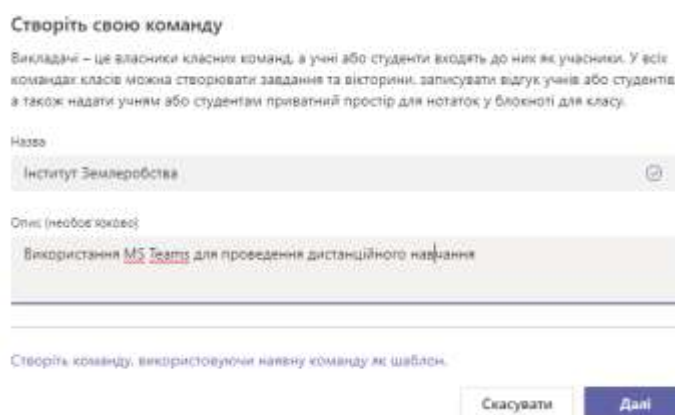 Створіть свою команду
Викладачі – це власники класних команд, а учні або студенти входять до них як учасники. У всіх
командах класів можна створювати завдання та вікторини, записувати відгук учнів або студентів
а також надати учням або студентам приватний простір для нотаток у блокноті для класу.
Назва
Інститут Землеробства
Опис (необов'язково)
Використання MS Teams для проведення дистанційного навчання
Створіть команду, використовуючи наявну команду як шаблон.
Скасувати Далі